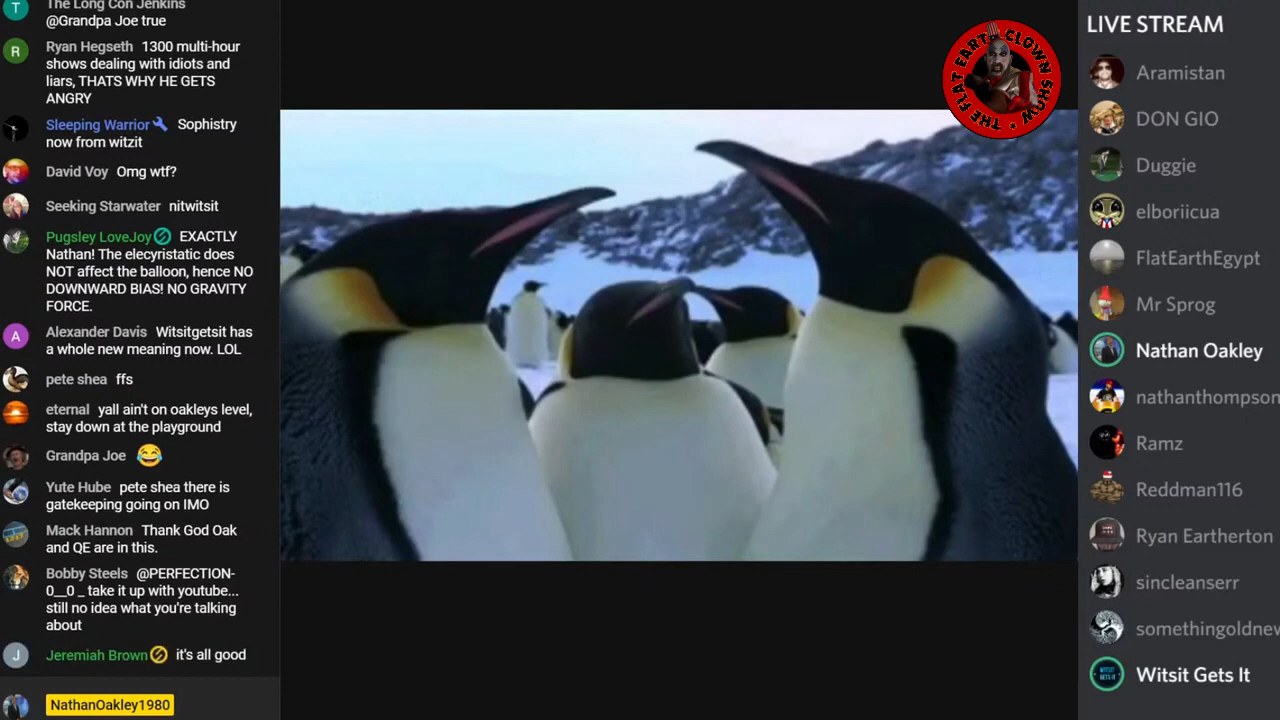 The Long Con Jenkins
@Grandpa Joe true
Ryan Hegseth 1300 multi-hour
shows dealing with idiots and
liars, THATS WHY HE GETS
ANGRY
Sleeping Warrior Sophistry
now from witzit
David Voy Omg wtf?
Seeking Starwater nitwitsit
Pugsley LoveJoy EXACTLY
Nathan! The elecyristatic does
NOT affect the balloon, hence NO
DOWNWARD BIAS! NO GRAVITY
FORCE.
Alexander Davis Witsitgetsit has
a whole new meaning now. LOL
pete shea ffs
eternal yall ain't on oakleys level,
stay down at the playground
Grandpa Joe
Yute Hube pete shea there is
gatekeeping going on IMO
Mack Hannon Thank God Oak
and QE are in this.
Bobby Steels @PERFECTION-
0__0 _ take it up with youtube...
still no idea what you're talking
about
Jeremiah Brown it's all good
NathanOakley1980
T
R
A
J
THE FLAT EARTH CLOWN SHOW
LIVE STREAM
Aramistan
DON GIO
Duggie
elboriicua
FlatEarthEgypt
Mr Sprog
Nathan Oakley
nathanthompson
Ramz
Reddman116
Ryan Eartherton
sincleanserr
somethingoldnew
Witsit Gets It
WITSIT
GETS IT